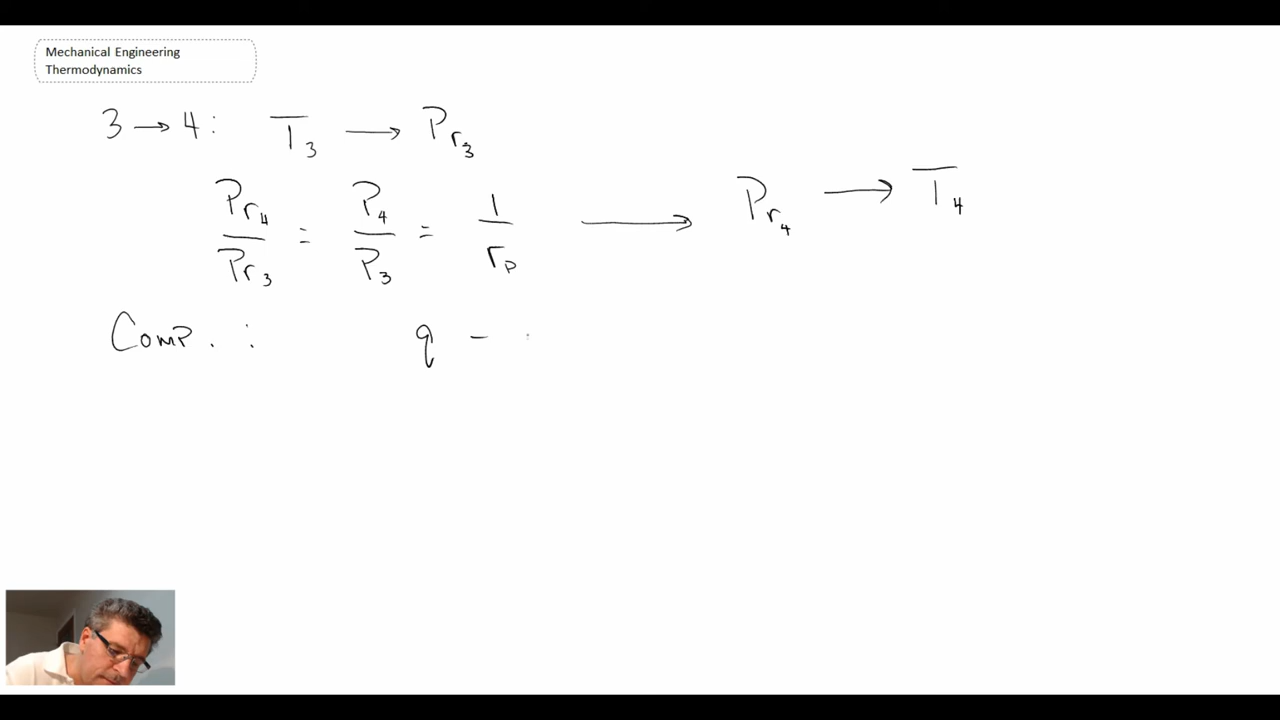 Mechanical Engineering
Thermodynamics
3 → 4 : T₃ → Pr₃
Pr₄/Pr₃ = P₄/P₃ = 1/rₚ → Pr₄ → T₄
Comp. : q -